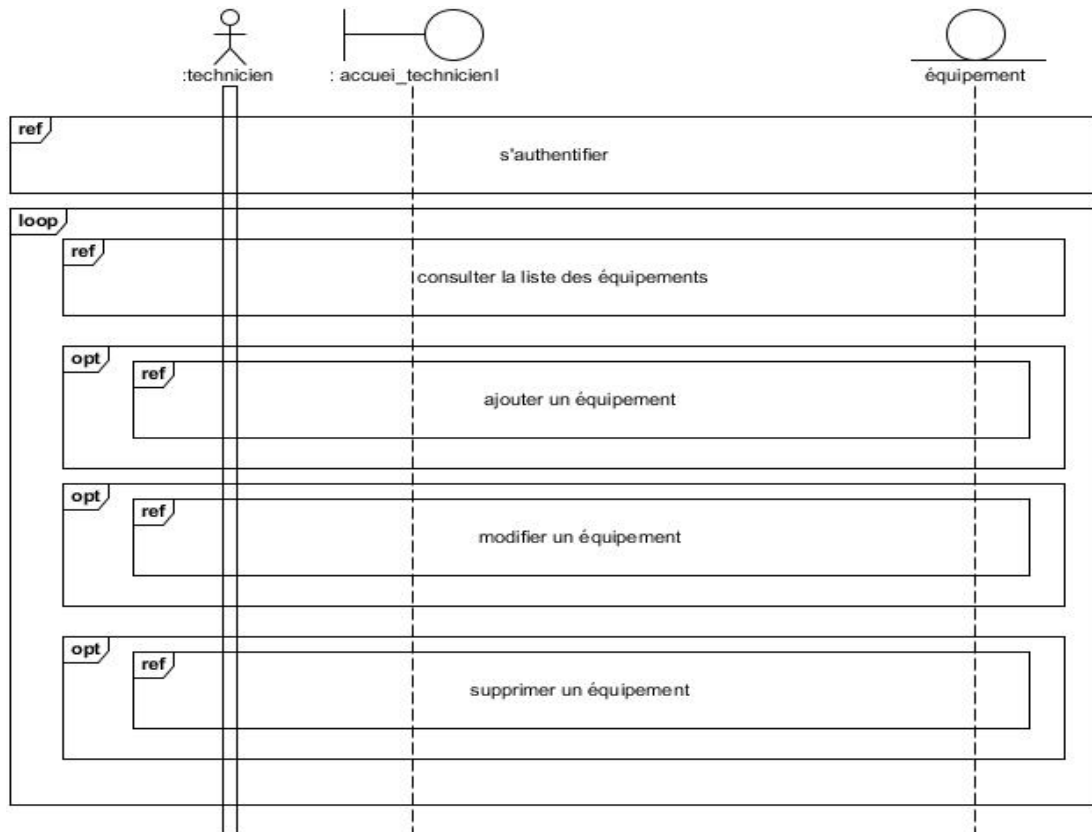 :technicien
: accuei_technicienl
équipement
ref
s'authentifier
loop
ref
consulter la liste des équipements
opt
ref
ajouter un équipement
opt
ref
modifier un équipement
opt
ref
supprimer un équipement